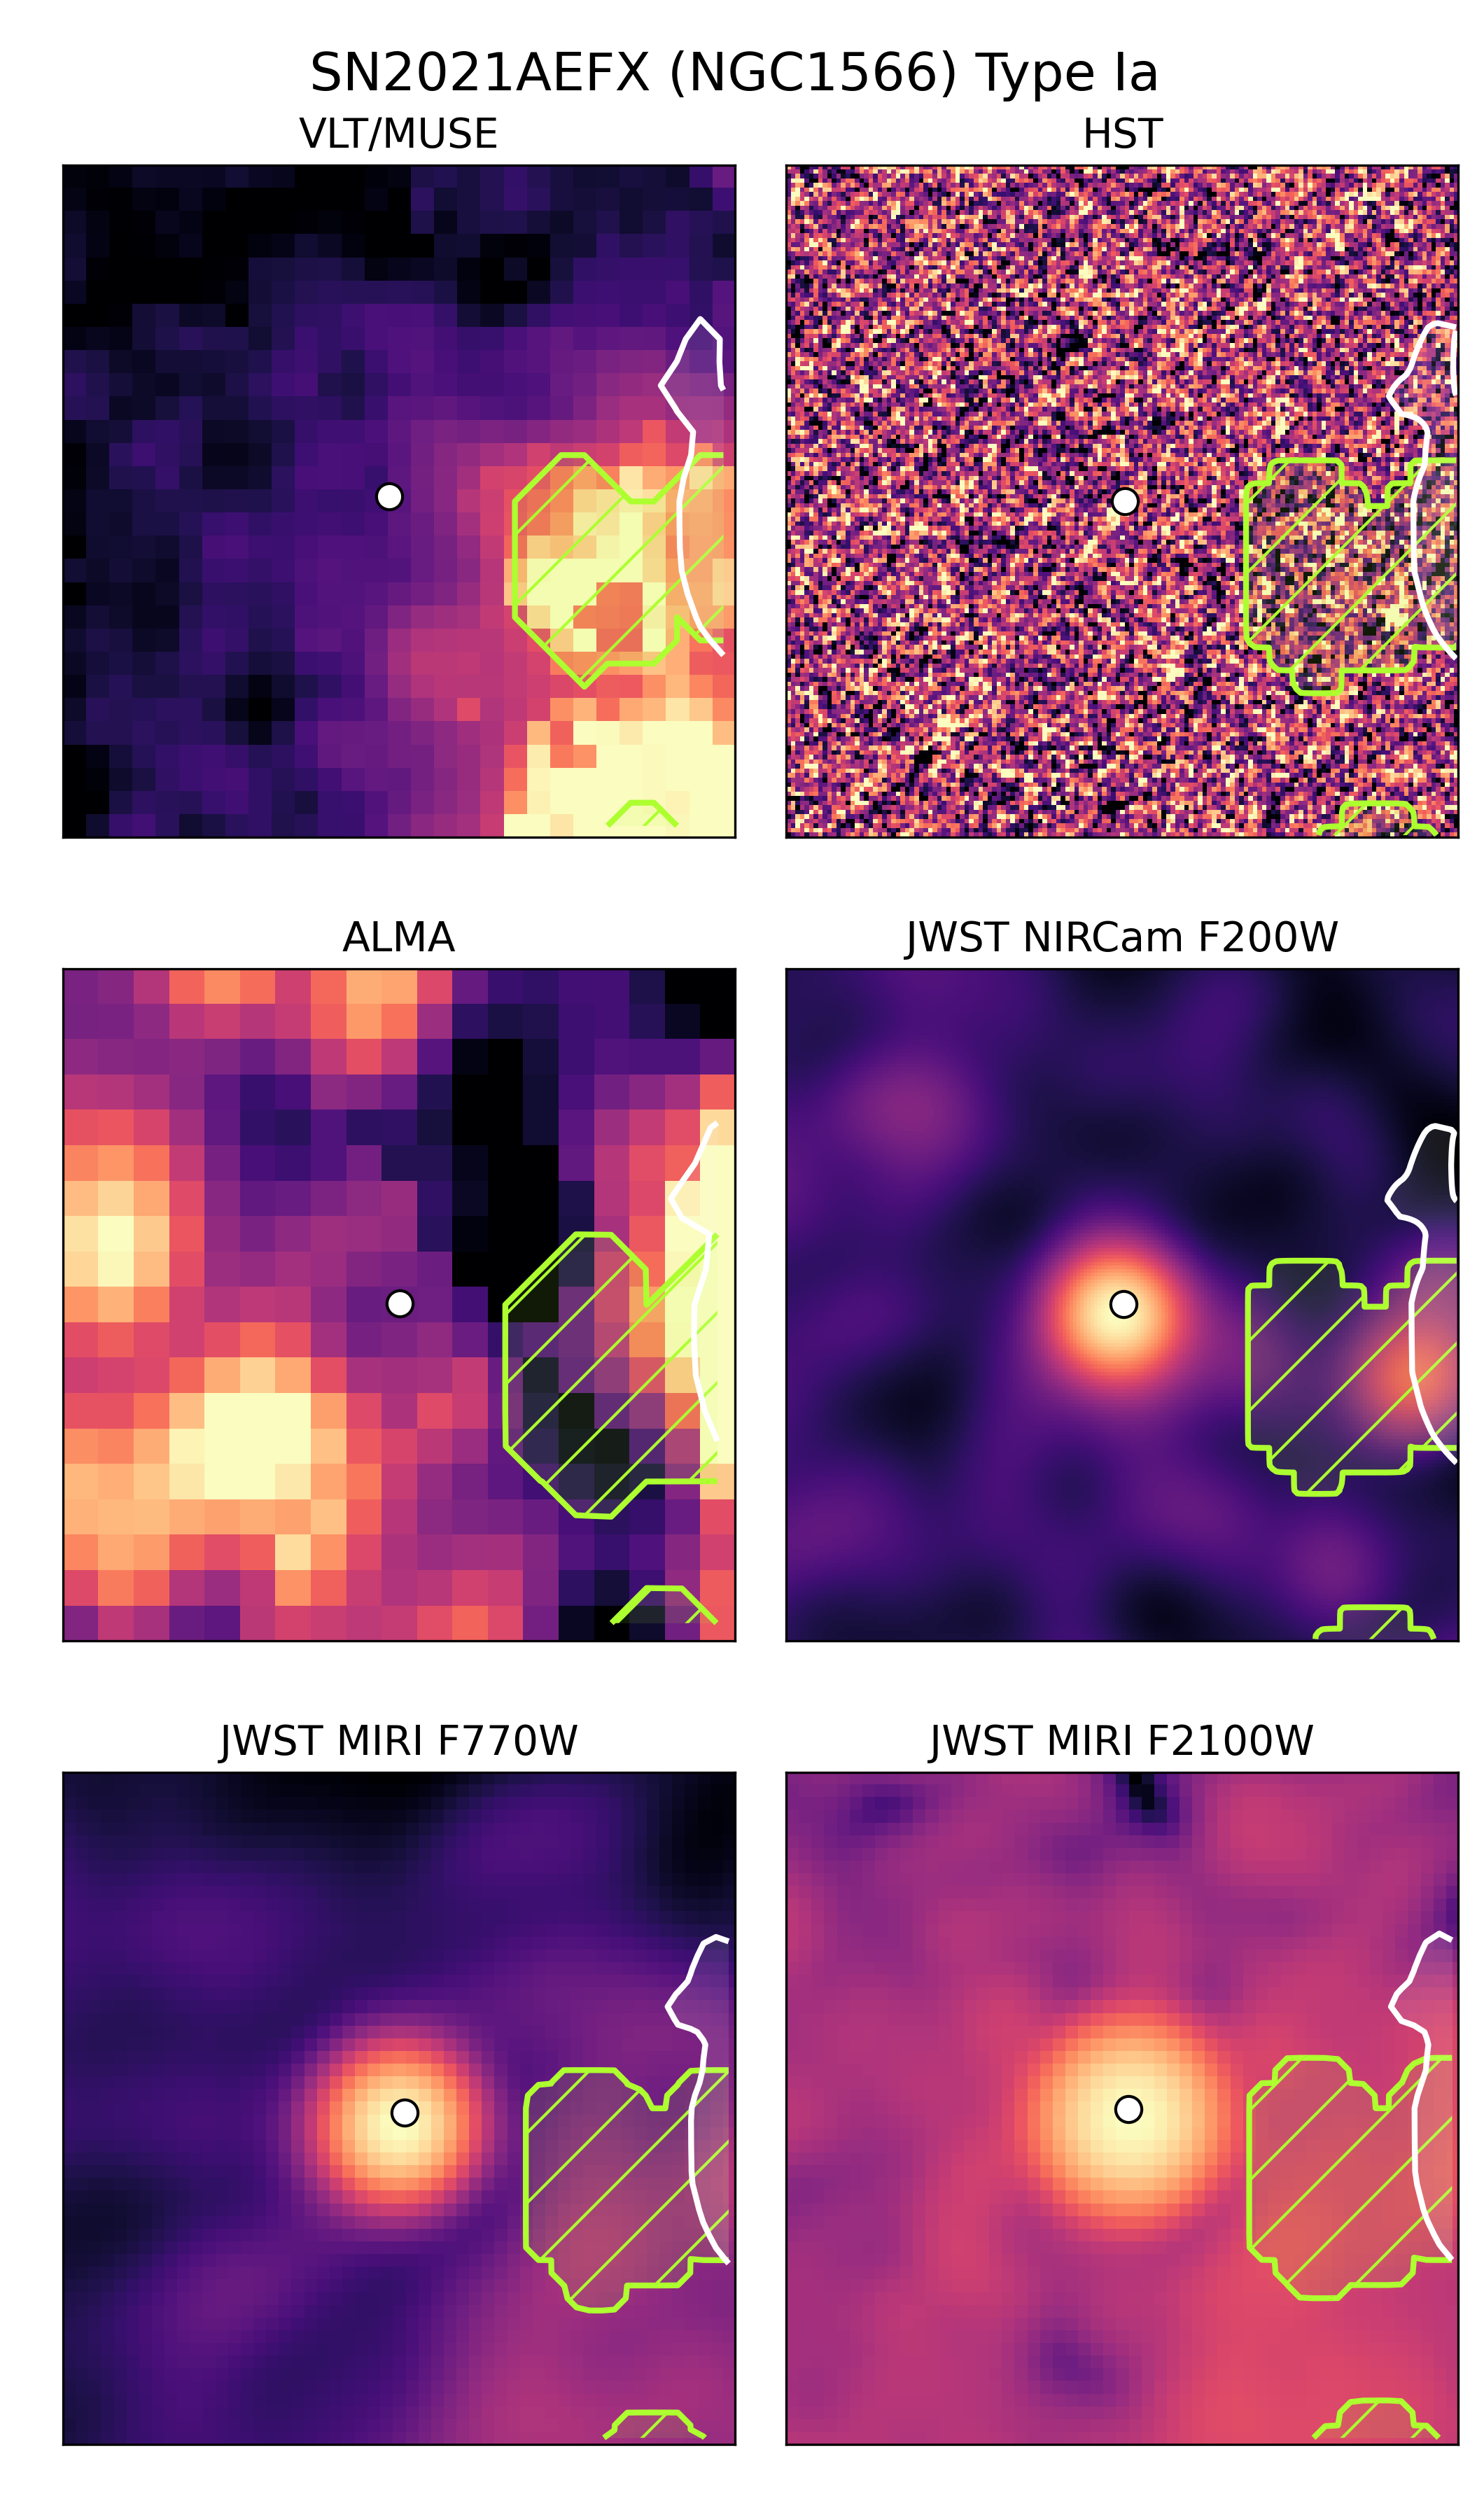 SN2021AEFX (NGC1566) Type Ia
VLT/MUSE
HST
ALMA
JWST NIRCam F200W
JWST MIRI F770W
JWST MIRI F2100W